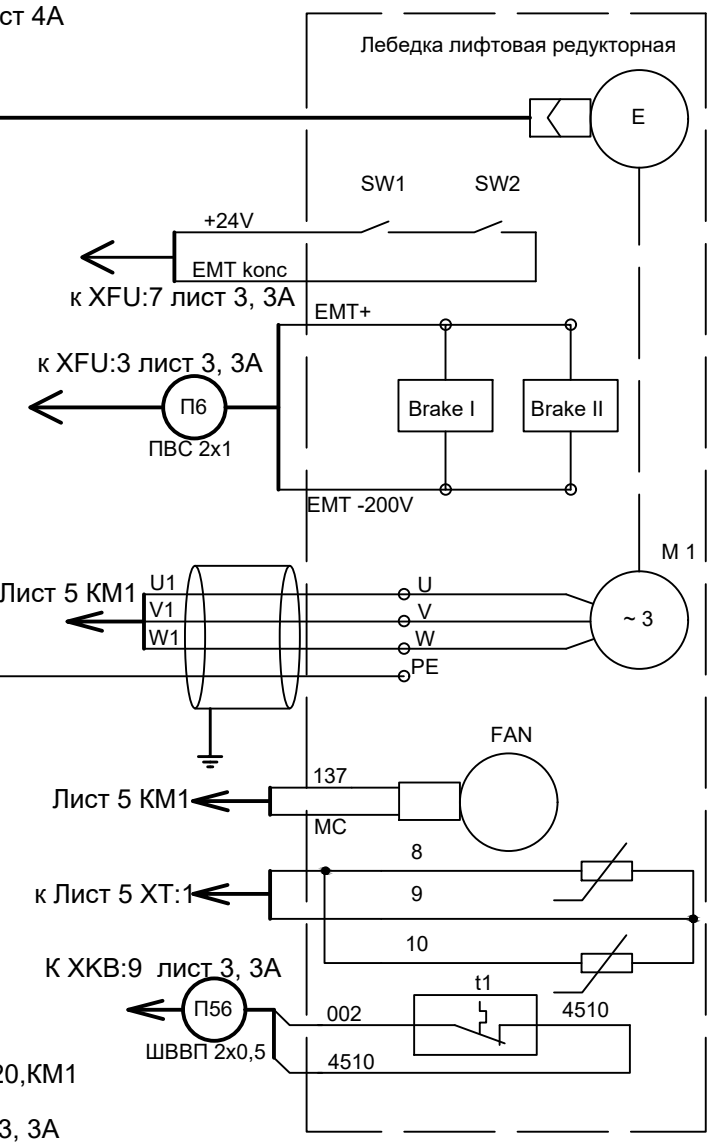 ст 4А
Лебедка лифтовая редукторная
E
SW1 SW2
+24V
EMT konc
к XFU:7 лист 3, 3А
EMT+
к XFU:3 лист 3, 3А
П6
ПВС 2х1
Brake I Brake II
EMT -200V
М 1
Лист 5 КМ1
U1 U
V1 V
W1 W
PE
~ 3
FAN
137
Лист 5 КМ1
МС
8
к Лист 5 ХТ:1
9
10
К ХКВ:9 лист 3, 3А
t1
П56
002 4510
ШВВП 2х0,5
4510
20,КМ1
3, 3А